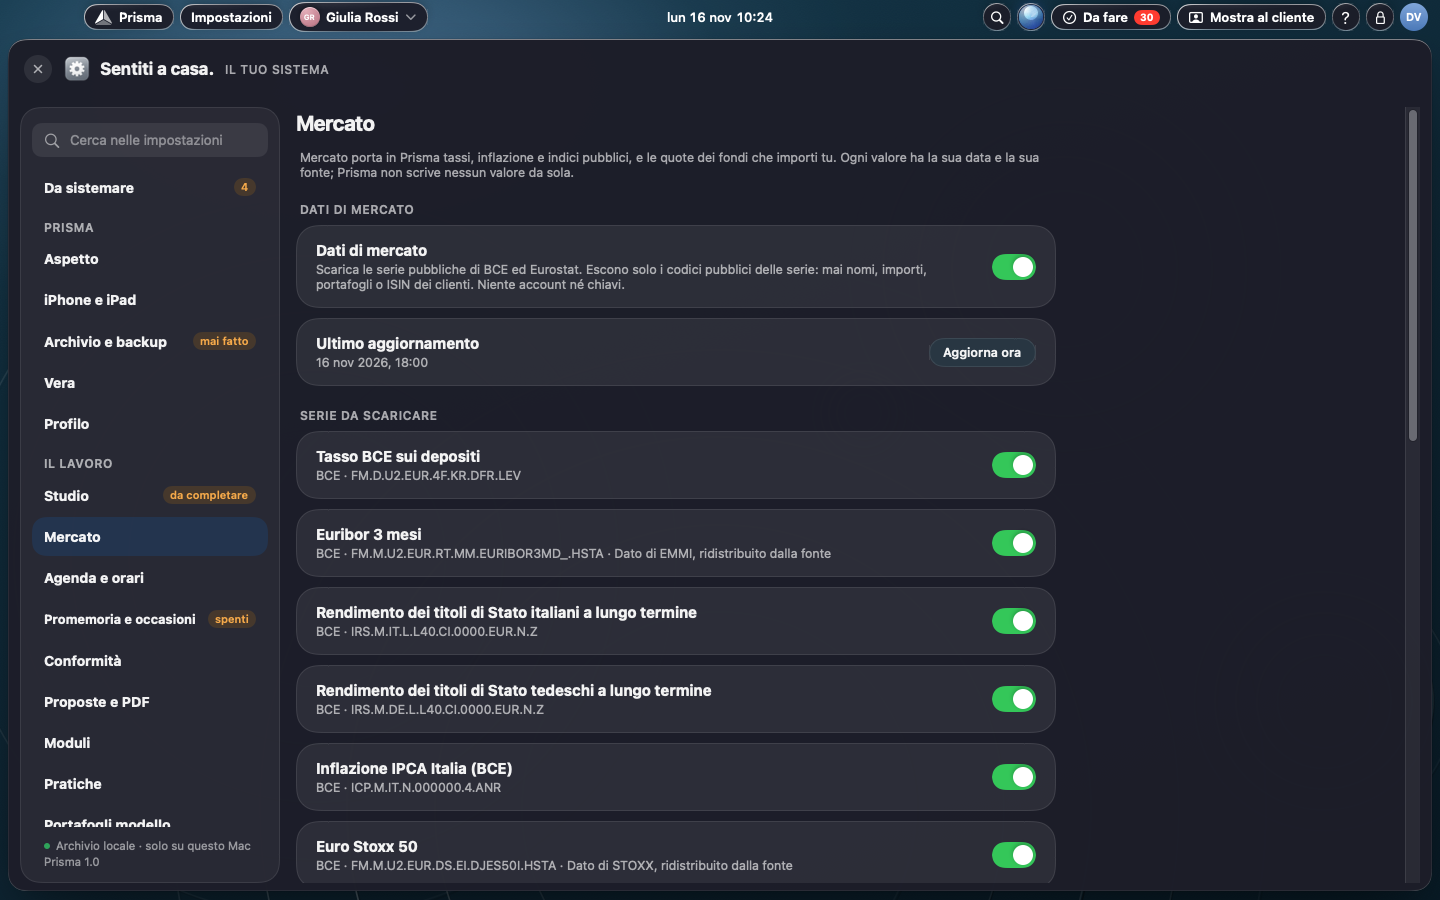 Prisma
Impostazioni
GR Giulia Rossi
lun 16 nov 10:24
Da fare 30
Mostra al cliente
?
DV
Sentiti a casa. IL TUO SISTEMA
Cerca nelle impostazioni
Da sistemare 4
PRISMA
Aspetto
iPhone e iPad
Archivio e backup mai fatto
Vera
Profilo
IL LAVORO
Studio da completare
Mercato
Agenda e orari
Promemoria e occasioni spenti
Conformità
Proposte e PDF
Moduli
Pratiche
Portafogli modello
Archivio locale · solo su questo Mac
Prisma 1.0
Mercato
Mercato porta in Prisma tassi, inflazione e indici pubblici, e le quote dei fondi che importi tu. Ogni valore ha la sua data e la sua
fonte; Prisma non scrive nessun valore da sola.
DATI DI MERCATO
Dati di mercato
Scarica le serie pubbliche di BCE ed Eurostat. Escono solo i codici pubblici delle serie: mai nomi, importi,
portafogli o ISIN dei clienti. Niente account né chiavi.
Ultimo aggiornamento
16 nov 2026, 18:00
Aggiorna ora
SERIE DA SCARICARE
Tasso BCE sui depositi
BCE · FM.D.U2.EUR.4F.KR.DFR.LEV
Euribor 3 mesi
BCE · FM.M.U2.EUR.RT.MM.EURIBOR3MD_.HSTA · Dato di EMMI, ridistribuito dalla fonte
Rendimento dei titoli di Stato italiani a lungo termine
BCE · IRS.M.IT.L.L40.CI.0000.EUR.N.Z
Rendimento dei titoli di Stato tedeschi a lungo termine
BCE · IRS.M.DE.L.L40.CI.0000.EUR.N.Z
Inflazione IPCA Italia (BCE)
BCE · ICP.M.IT.N.000000.4.ANR
Euro Stoxx 50
BCE · FM.M.U2.EUR.DS.EI.DJES50I.HSTA · Dato di STOXX, ridistribuito dalla fonte